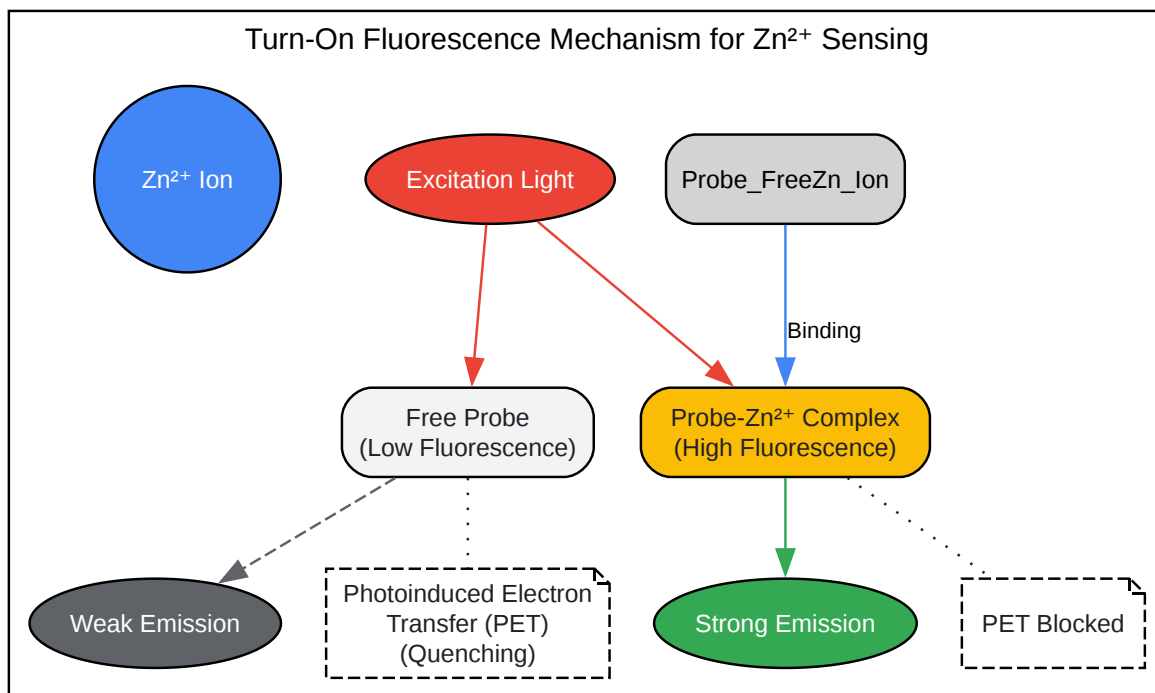 Turn-On Fluorescence Mechanism for Zn²⁺ Sensing
Zn²⁺ Ion
Excitation Light
Probe_FreeZn_Ion
Binding
Free Probe
(Low Fluorescence)
Probe-Zn²⁺ Complex
(High Fluorescence)
Weak Emission
Photoinduced Electron
Transfer (PET)
(Quenching)
Strong Emission
PET Blocked